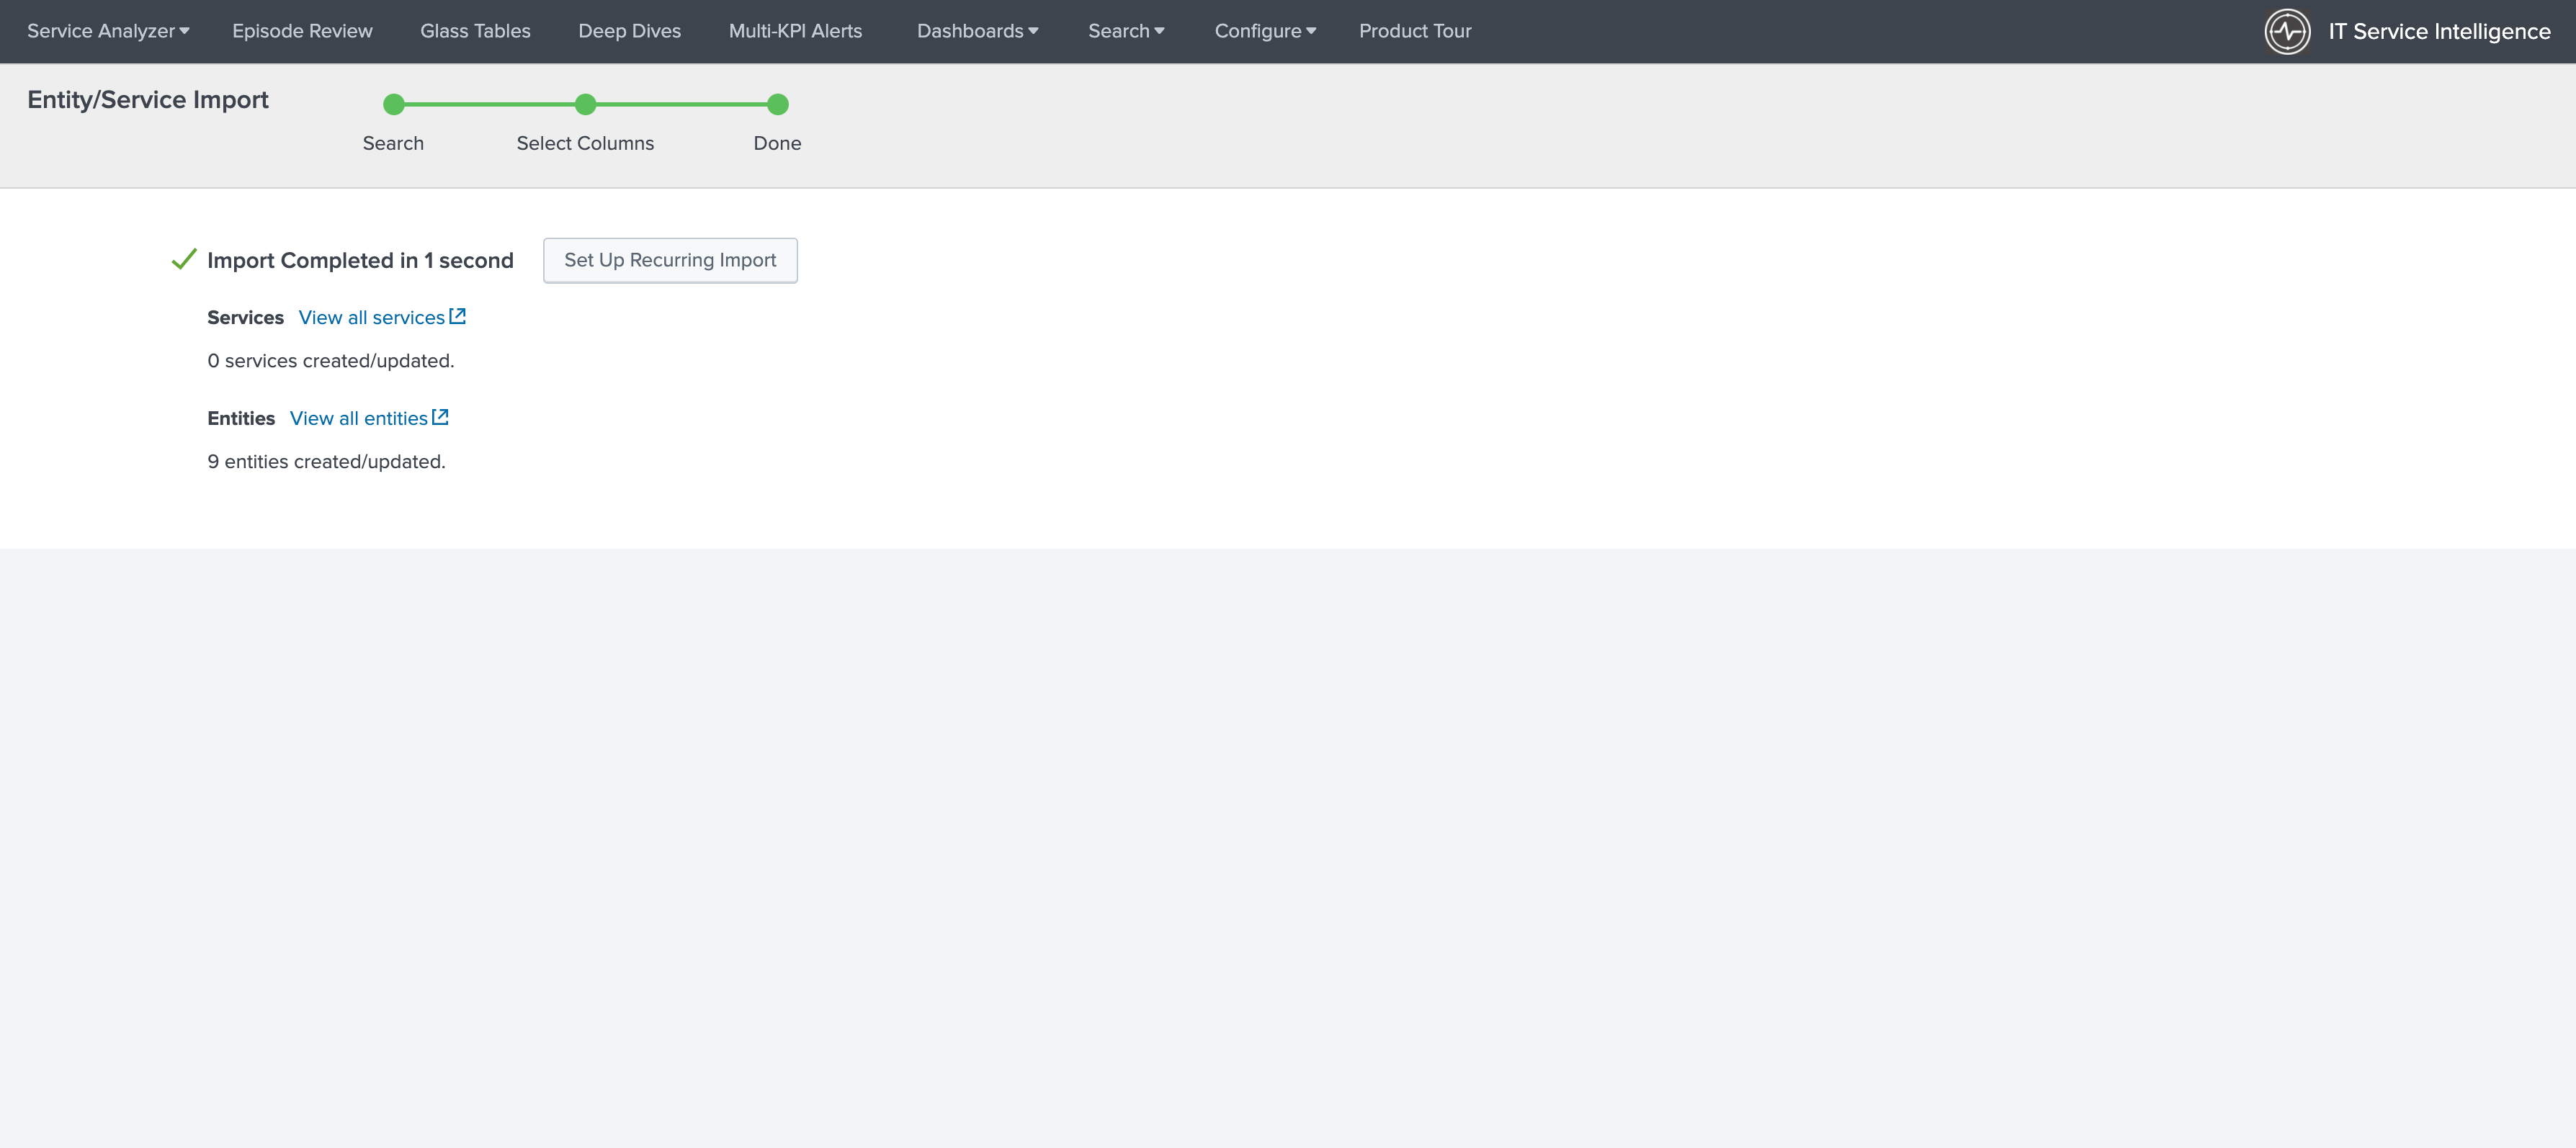 Service Analyzer Episode Review Glass Tables Deep Dives Multi-KPI Alerts Dashboards Search Configure Product Tour IT Service Intelligence
Entity/Service Import
Search Select Columns Done
Import Completed in 1 second Set Up Recurring Import
Services View all services
0 services created/updated.
Entities View all entities
9 entities created/updated.